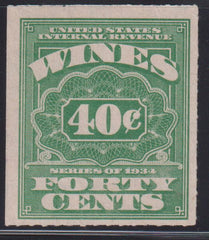 UNITED STATES
INTERNAL REVENUE
WINES
40¢
SERIES OF 1934
FORTY
CENTS